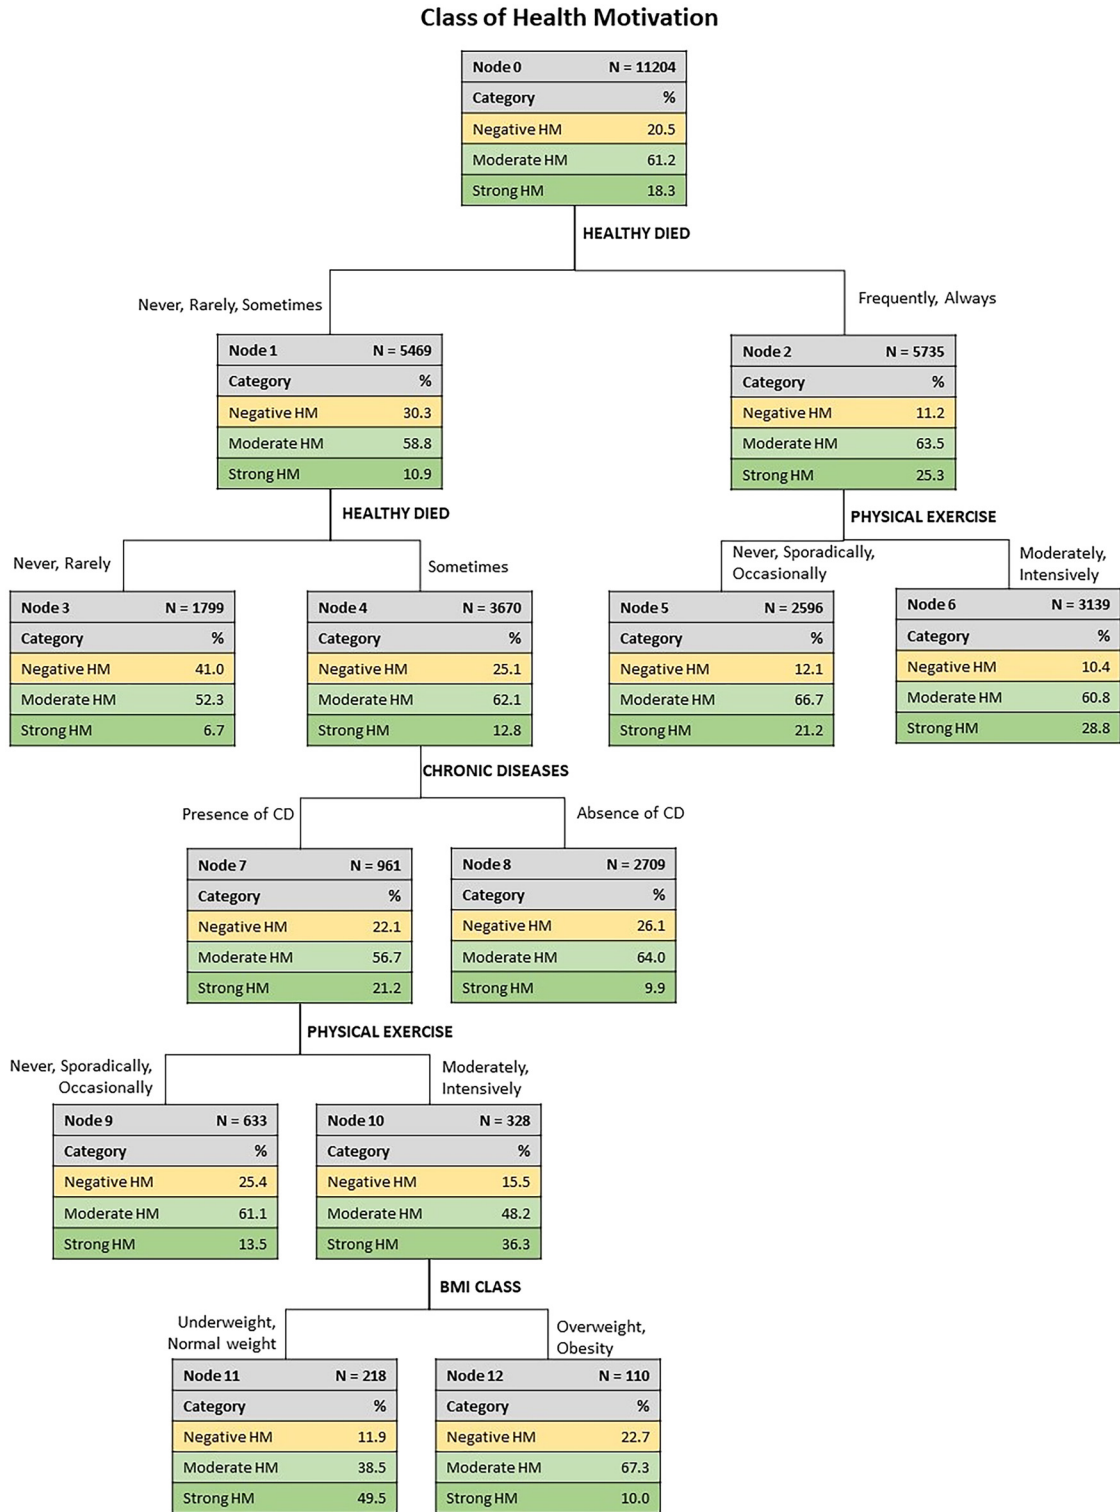 Class of Health Motivation
Node 0 N = 11204
Category %
Negative HM 20.5
Moderate HM 61.2
Strong HM 18.3
HEALTHY DIED
Never, Rarely, Sometimes
Frequently, Always
Node 1 N = 5469
Category %
Negative HM 30.3
Moderate HM 58.8
Strong HM 10.9
Node 2 N = 5735
Category %
Negative HM 11.2
Moderate HM 63.5
Strong HM 25.3
HEALTHY DIED
PHYSICAL EXERCISE
Never, Rarely
Sometimes
Never, Sporadically,
Occasionally
Moderately,
Intensively
Node 3 N = 1799
Category %
Negative HM 41.0
Moderate HM 52.3
Strong HM 6.7
Node 4 N = 3670
Category %
Negative HM 25.1
Moderate HM 62.1
Strong HM 12.8
Node 5 N = 2596
Category %
Negative HM 12.1
Moderate HM 66.7
Strong HM 21.2
Node 6 N = 3139
Category %
Negative HM 10.4
Moderate HM 60.8
Strong HM 28.8
CHRONIC DISEASES
Presence of CD
Absence of CD
Node 7 N = 961
Category %
Negative HM 22.1
Moderate HM 56.7
Strong HM 21.2
Node 8 N = 2709
Category %
Negative HM 26.1
Moderate HM 64.0
Strong HM 9.9
PHYSICAL EXERCISE
Never, Sporadically,
Occasionally
Moderately,
Intensively
Node 9 N = 633
Category %
Negative HM 25.4
Moderate HM 61.1
Strong HM 13.5
Node 10 N = 328
Category %
Negative HM 15.5
Moderate HM 48.2
Strong HM 36.3
BMI CLASS
Underweight,
Normal weight
Overweight,
Obesity
Node 11 N = 218
Category %
Negative HM 11.9
Moderate HM 38.5
Strong HM 49.5
Node 12 N = 110
Category %
Negative HM 22.7
Moderate HM 67.3
Strong HM 10.0